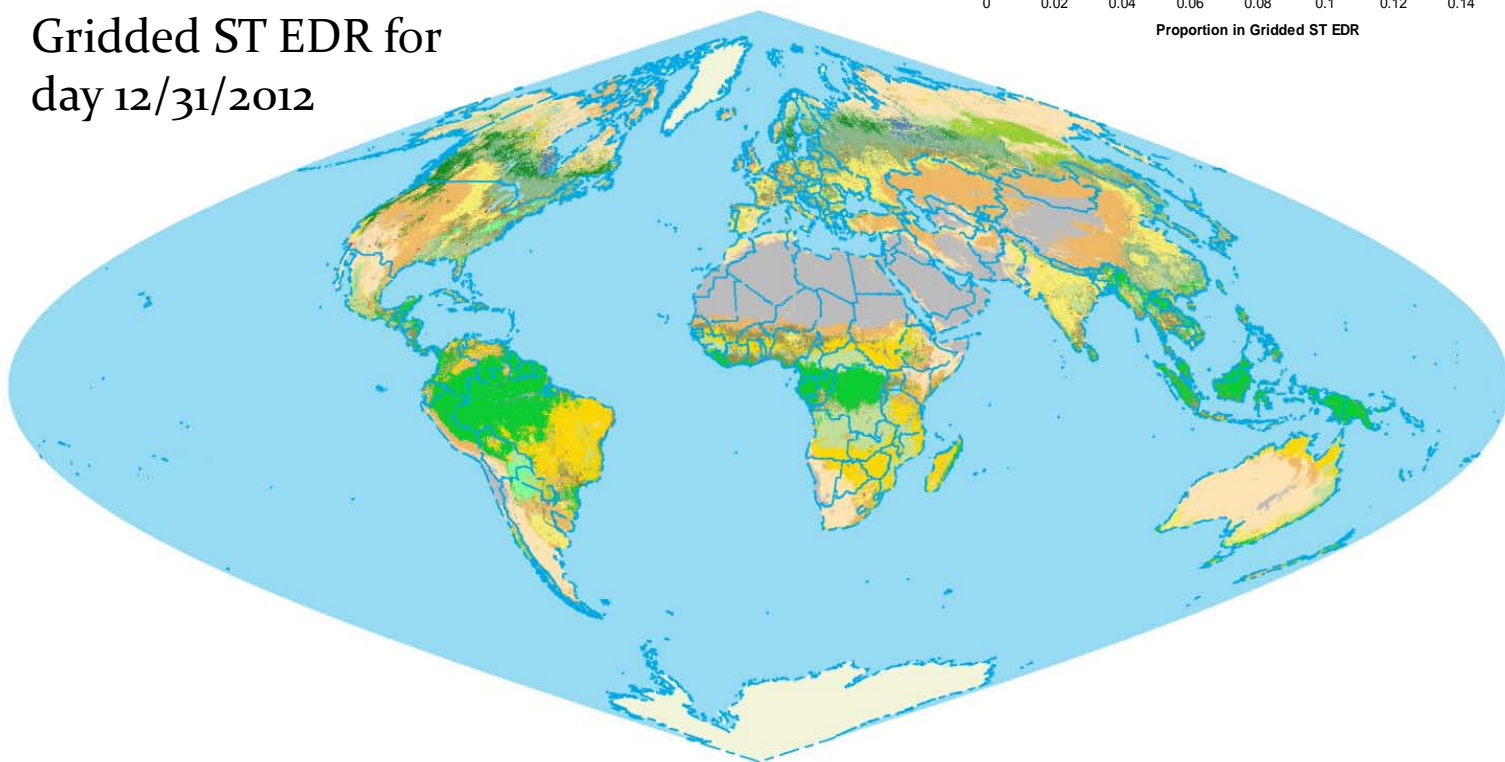 0 0.02 0.04 0.06 0.08 0.1 0.12 0.14
Proportion in Gridded ST EDR
Gridded ST EDR for
day 12/31/2012